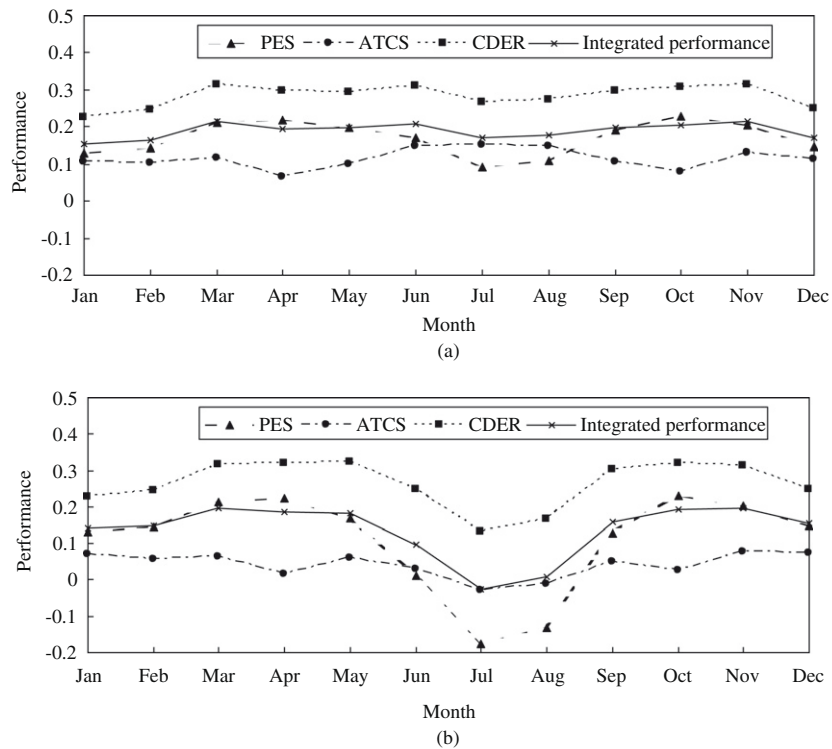 0.5
PES ATCS CDER Integrated performance
0.4
0.3
0.2
0.1
0
-0.1
-0.2
Performance
Jan Feb Mar Apr May Jun Jul Aug Sep Oct Nov Dec
Month
(a)
0.5
PES ATCS CDER Integrated performance
0.4
0.3
0.2
0.1
0
-0.1
-0.2
Performance
Jan Feb Mar Apr May Jun Jul Aug Sep Oct Nov Dec
Month
(b)